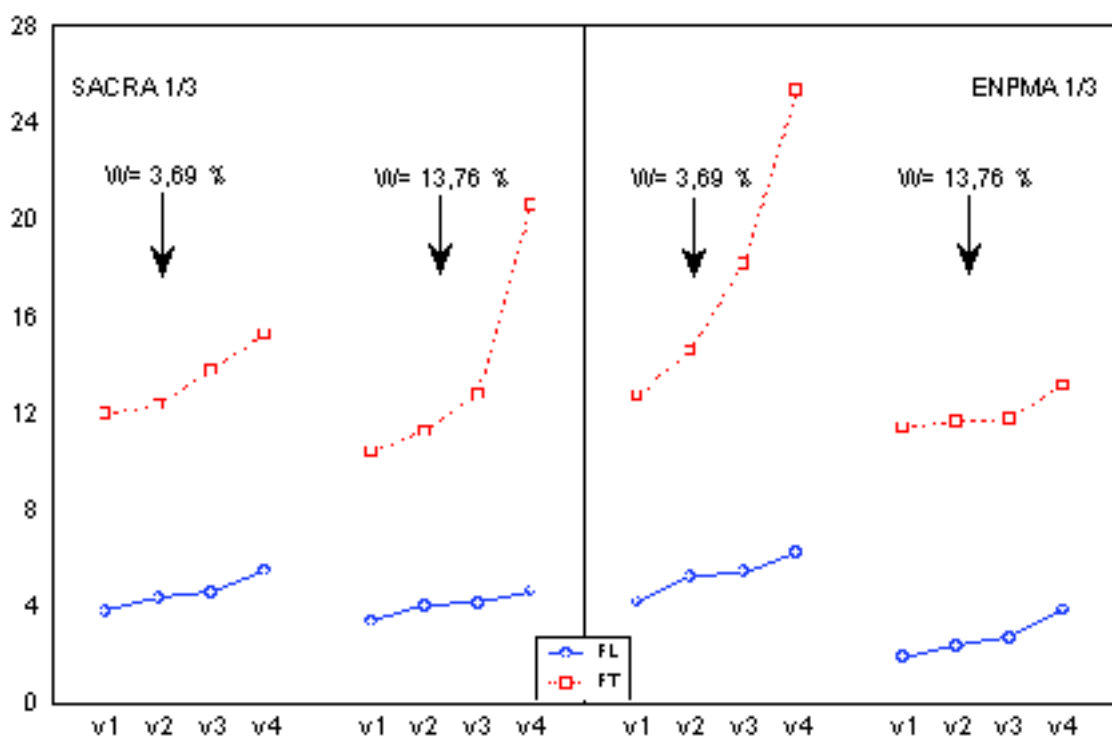 28
24
20
16
12
8
4
0
SACRA 1/3
W= 3,69 %
W= 13,76 %
ENPMA 1/3
W= 3,69 %
W= 13,76 %
FL
FT
v1 v2 v3 v4 v1 v2 v3 v4 v1 v2 v3 v4 v1 v2 v3 v4